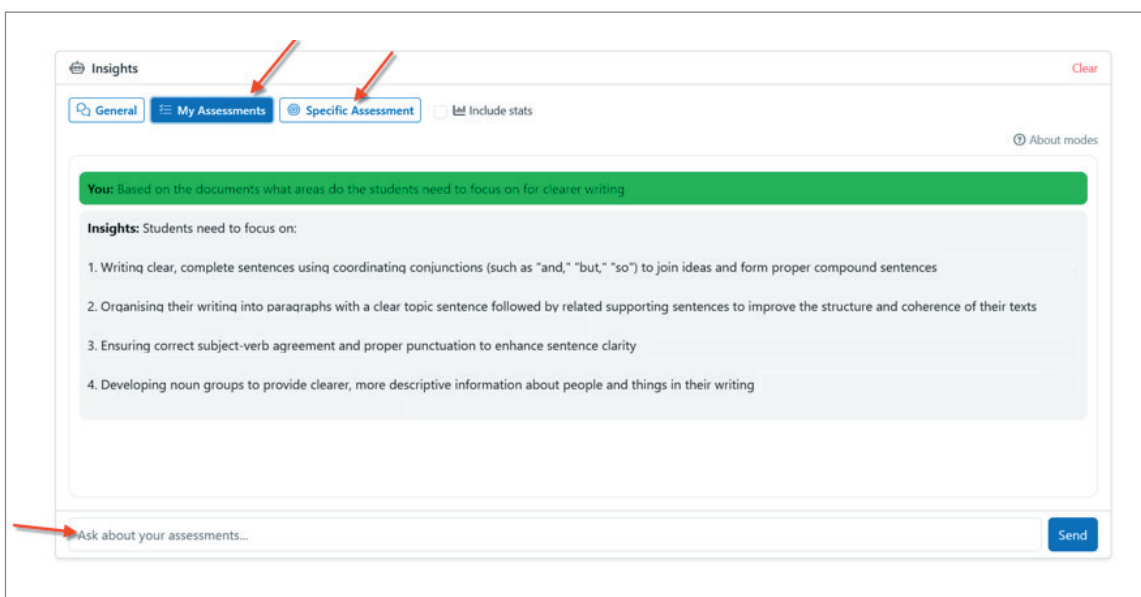 Insights
Clear
General My Assessments Specific Assessment Include stats
About modes
You: Based on the documents what areas do the students need to focus on for clearer writing
Insights: Students need to focus on:
1. Writing clear, complete sentences using coordinating conjunctions (such as "and," "but," "so") to join ideas and form proper compound sentences
2. Organising their writing into paragraphs with a clear topic sentence followed by related supporting sentences to improve the structure and coherence of their texts
3. Ensuring correct subject-verb agreement and proper punctuation to enhance sentence clarity
4. Developing noun groups to provide clearer, more descriptive information about people and things in their writing
Ask about your assessments...
Send